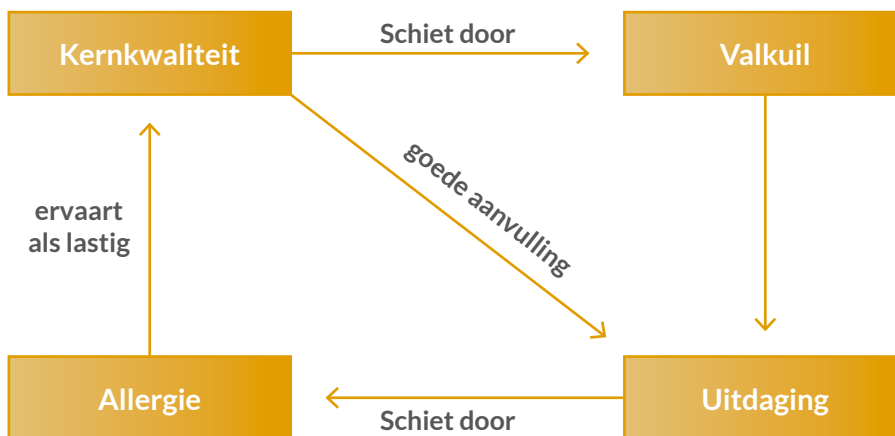 Kernkwaliteit
Schiet door
Valkuil
goede aanvulling
ervaart
als lastig
Allergie
Schiet door
Uitdaging